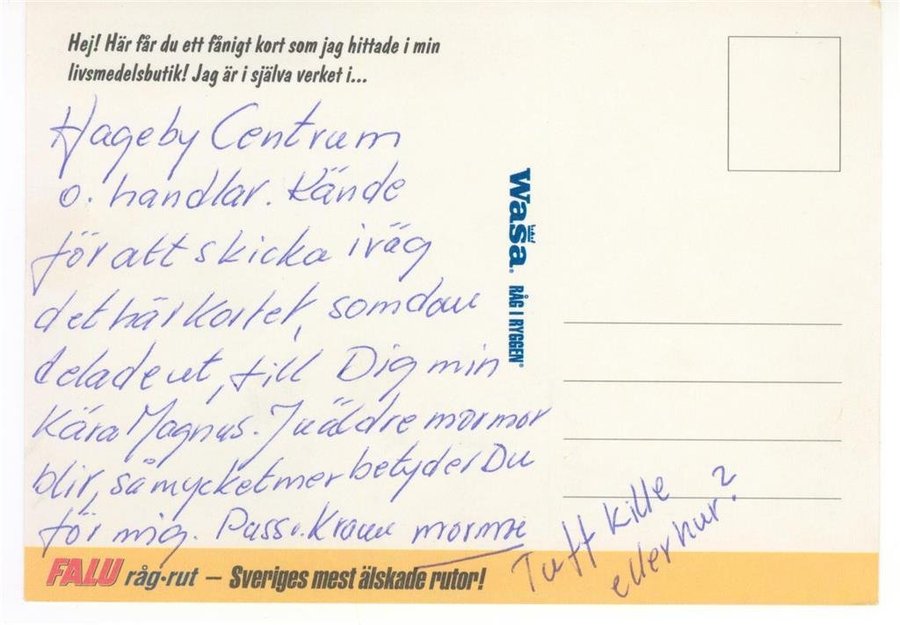 Hej! Här får du ett fånigt kort som jag hittade i min
livsmedelsbutik! Jag är i själva verket i...
Hageby Centrum
o. handlar. Kände
för att skicka iväg
det här kortet, som dom
delade ut, till Dig min
Kära Magnus. Ju äldre mormor
blir, så mycket mer betyder Du
för mig. Puss o. Kram mormor
Tuff kille
eller hur?
Wasa
RÅG I RYGGEN
FALU råg·rut – Sveriges mest älskade rutor!